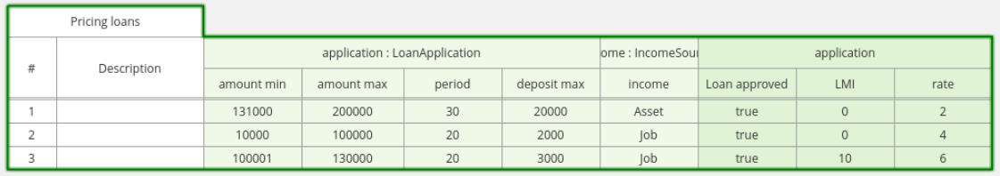 Pricing loans
# Description application : LoanApplication ome : IncomeSour application
amount min amount max period deposit max income Loan approved LMI rate
1 131000 200000 30 20000 Asset true 0 2
2 10000 100000 20 2000 Job true 0 4
3 100001 130000 20 3000 Job true 10 6